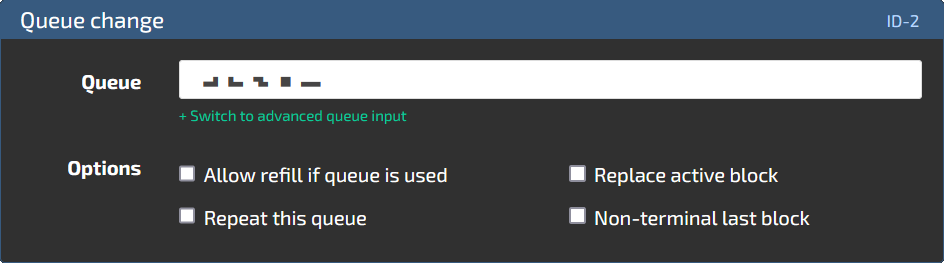 Queue change
ID-2
Queue
+ Switch to advanced queue input
Options
Allow refill if queue is used
Replace active block
Repeat this queue
Non-terminal last block